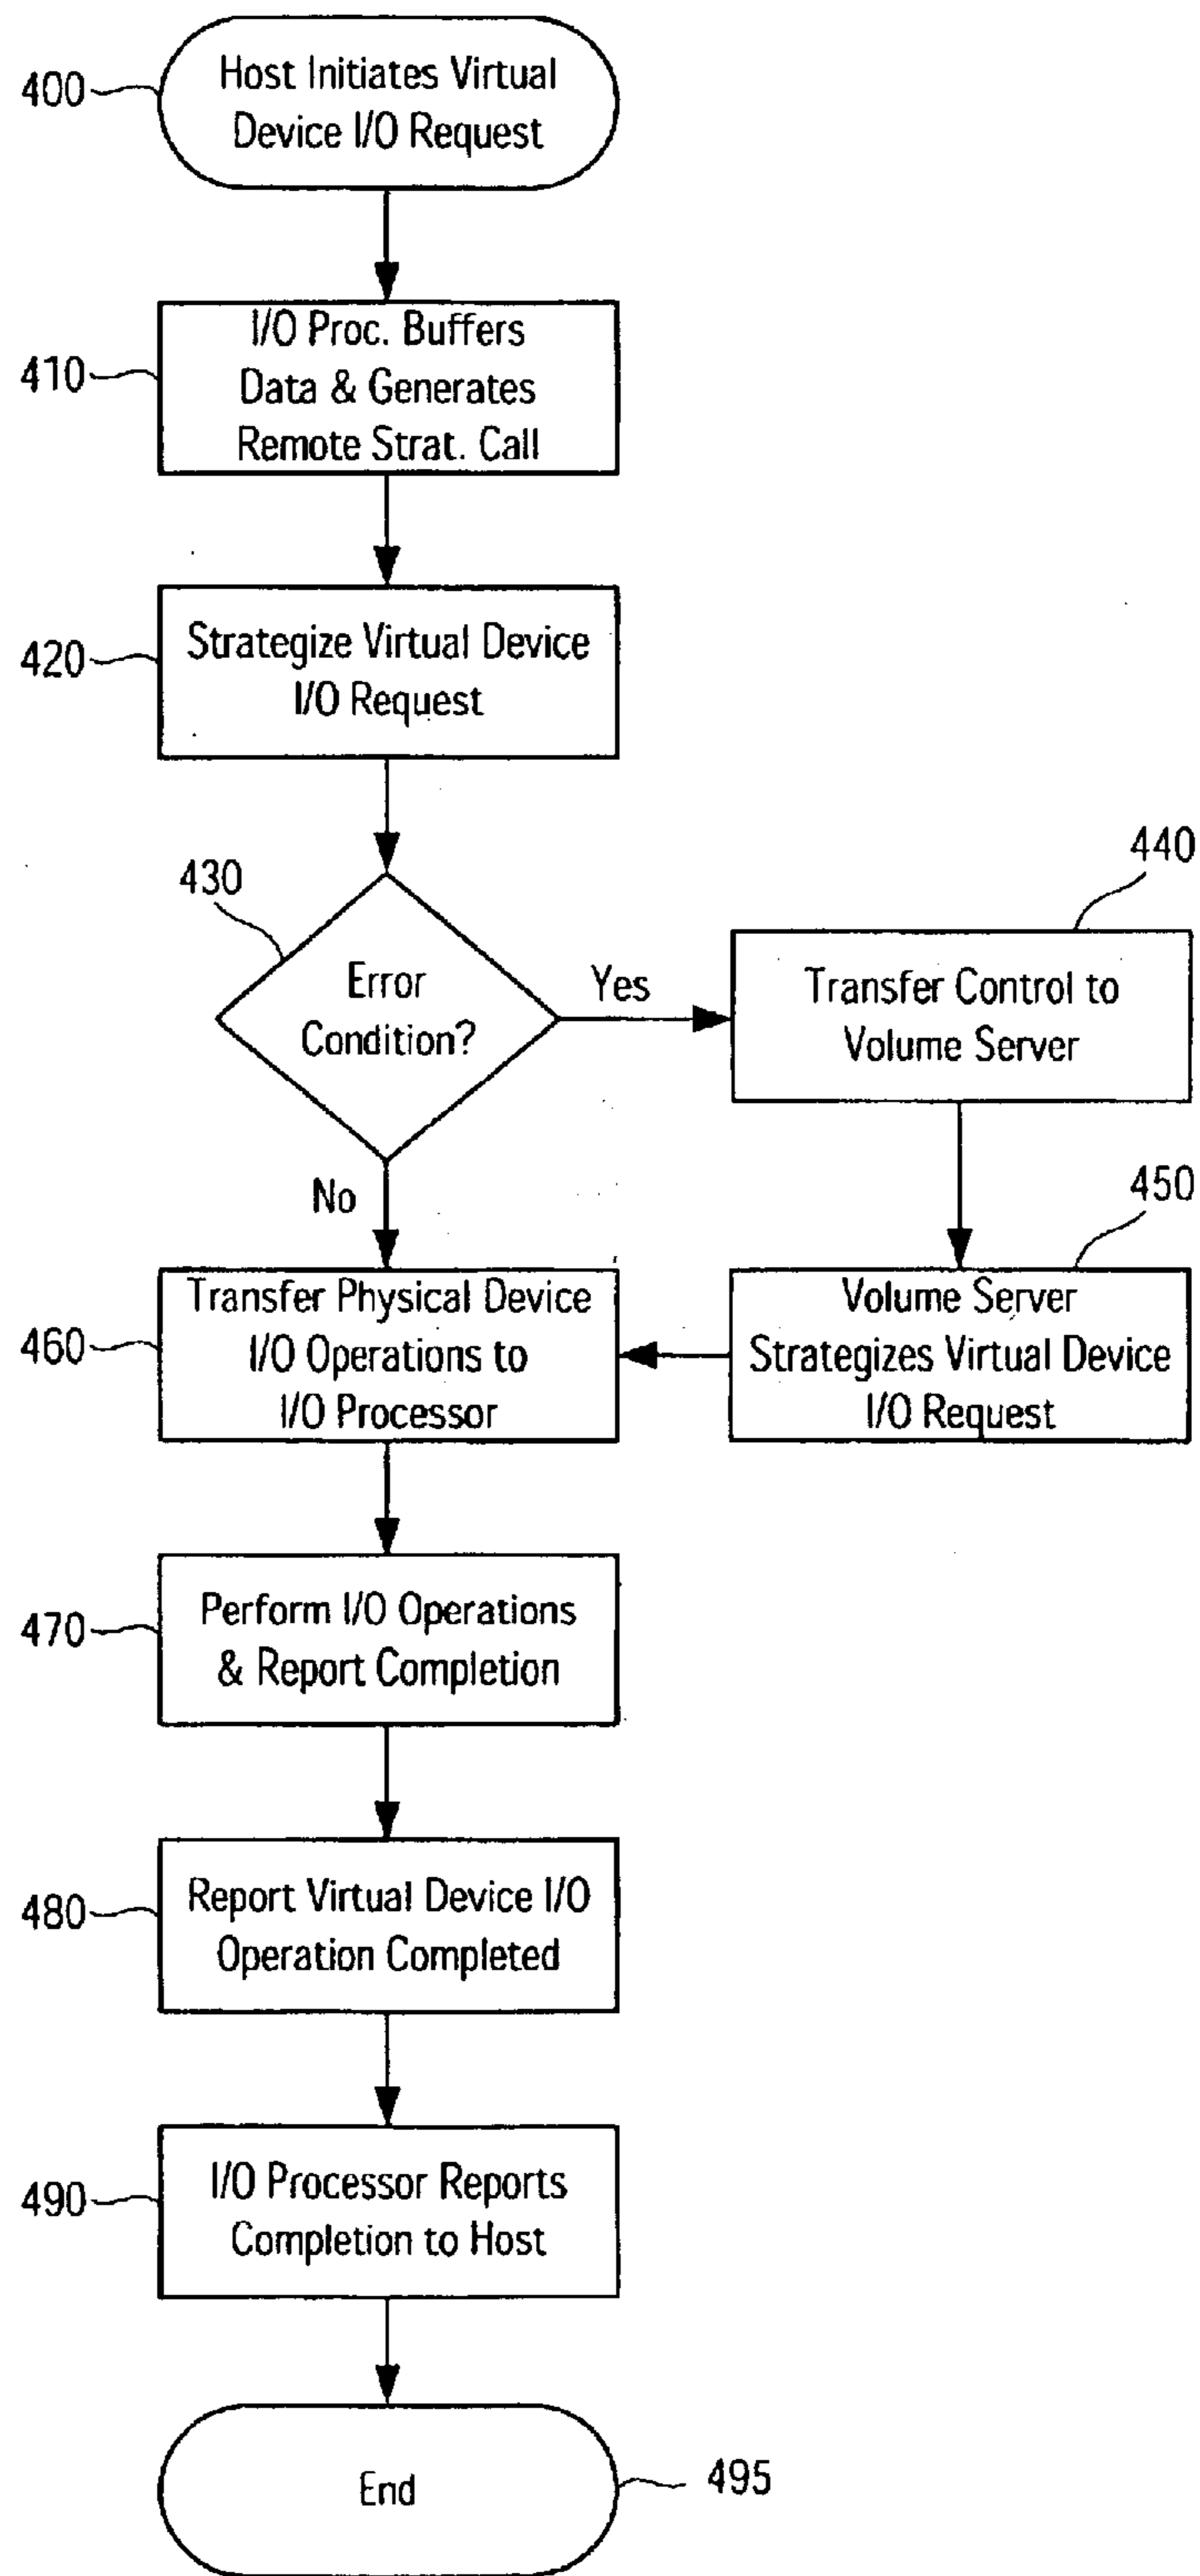 400
Host Initiates Virtual
Device I/O Request
410
I/O Proc. Buffers
Data & Generates
Remote Strat. Call
420
Strategize Virtual Device
I/O Request
430
Error
Condition?
Yes
No
440
Transfer Control to
Volume Server
450
Volume Server
Strategizes Virtual Device
I/O Request
460
Transfer Physical Device
I/O Operations to
I/O Processor
470
Perform I/O Operations
& Report Completion
480
Report Virtual Device I/O
Operation Completed
490
I/O Processor Reports
Completion to Host
End
495